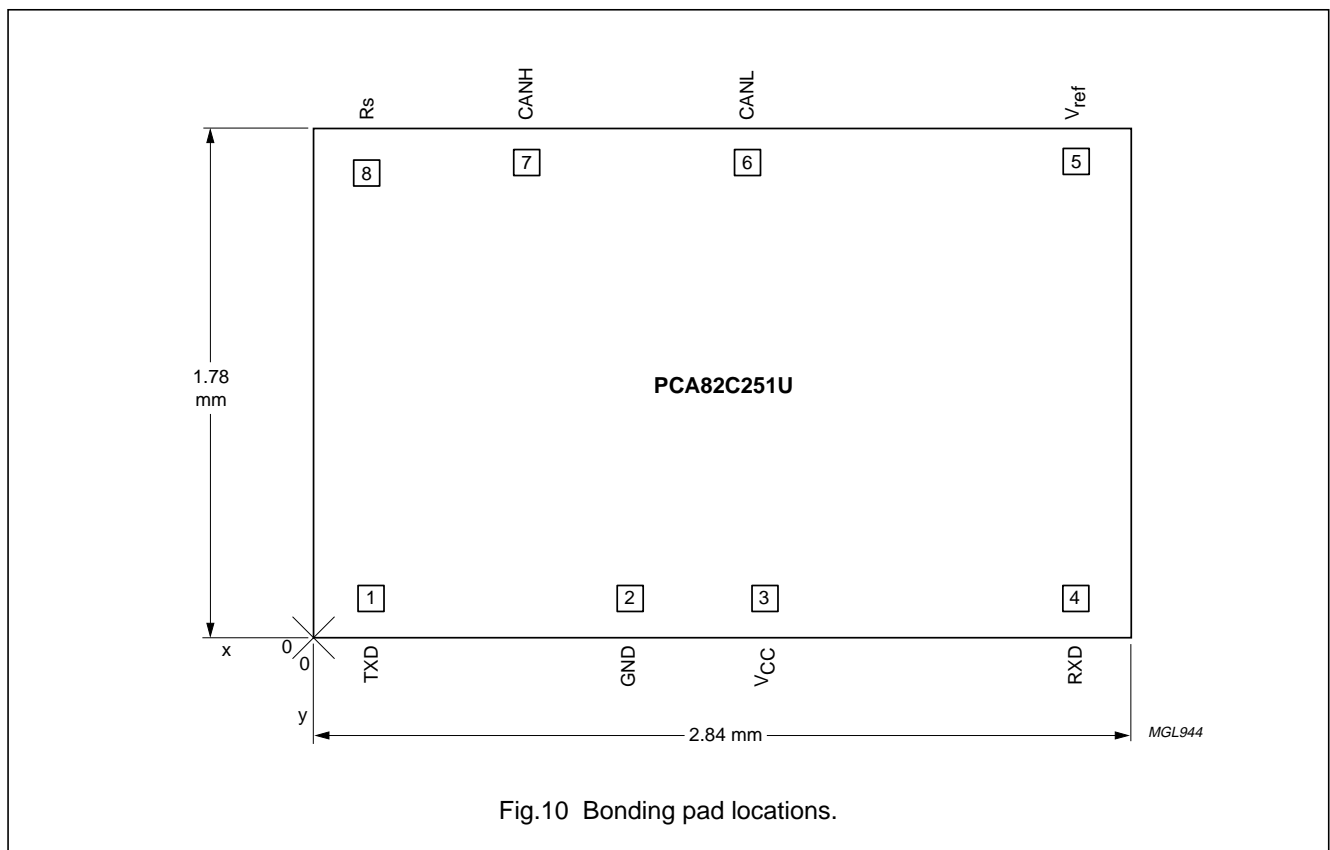 Rs
CANH
CANL
Vref
8
7
6
5
1.78
mm
PCA82C251U
1
2
3
4
x
0
0
y
TXD
GND
VCC
RXD
2.84 mm
MGL944
Fig.10 Bonding pad locations.